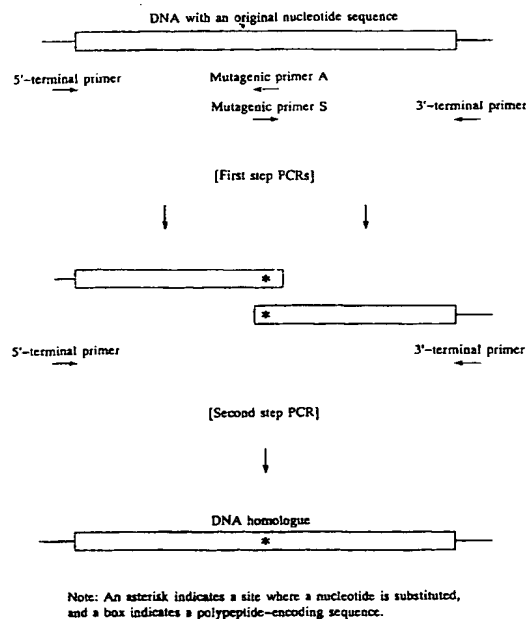 DNA with an original nucleotide sequence
5'-terminal primer
Mutagenic primer A
Mutagenic primer S
3'-terminal primer
[First step PCRs]
*
*
5'-terminal primer
3'-terminal primer
[Second step PCR]
DNA homologue
*
Note: An asterisk indicates a site where a nucleotide is substituted,
and a box indicates a polypeptide-encoding sequence.